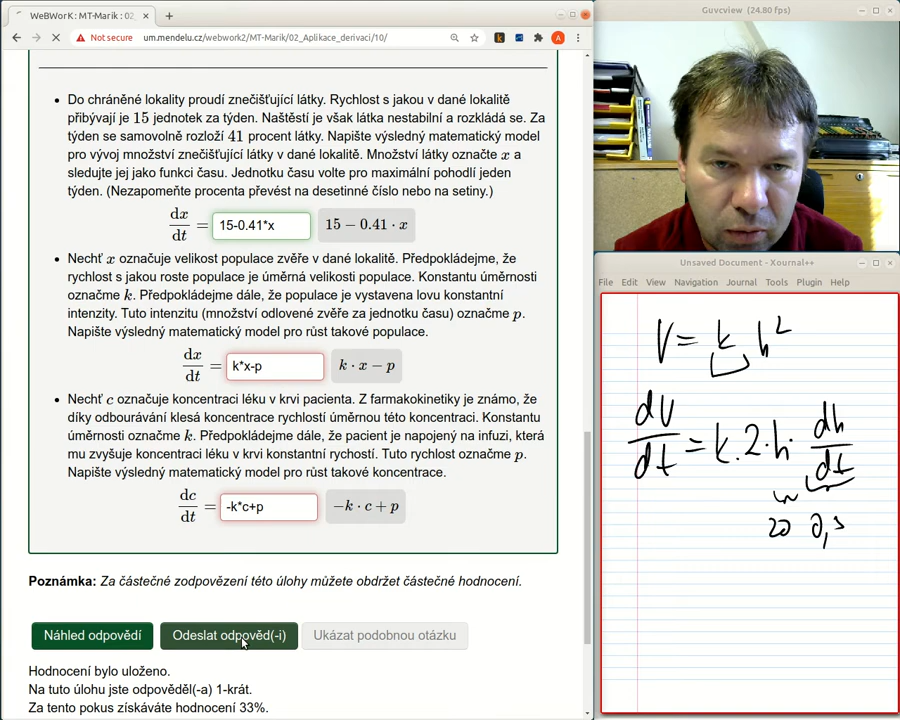 WeBWorK : MT-Marik : 02_
Guvcview (24.80 fps)
Not secure
um.mendelu.cz/webwork2/MT-Marik/02_Aplikace_derivaci/10/
A
Do chráněné lokality proudí znečišťující látky. Rychlost s jakou v dané lokalitě
přibývají je 15 jednotek za týden. Naštěstí je však látka nestabilní a rozkládá se. Za
týden se samovolně rozloží 41 procent látky. Napište výsledný matematický model
pro vývoj množství znečišťující látky v dané lokalitě. Množství látky označte x a
sledujte jej jako funkci času. Jednotku času volte pro maximální pohodlí jeden
týden. (Nezapomeňte procenta převést na desetinné číslo nebo na setiny.)
dx/dt = 15-0.41*x 15 − 0.41 · x
Nechť x označuje velikost populace zvěře v dané lokalitě. Předpokládejme, že
rychlost s jakou roste populace je úměrná velikosti populace. Konstantu úměrnosti
označme k. Předpokládejme dále, že populace je vystavena lovu konstantní
intenzity. Tuto intenzitu (množství odlovené zvěře za jednotku času) označme p.
Napište výsledný matematický model pro růst takové populace.
dx/dt = k*x-p k · x − p
Nechť c označuje koncentraci léku v krvi pacienta. Z farmakokinetiky je známo, že
díky odbourávání klesá koncentrace rychlostí úměrnou této koncentraci. Konstantu
úměrnosti označme k. Předpokládejme dále, že pacient je napojený na infuzi, která
mu zvyšuje koncentraci léku v krvi konstantní rychostí. Tuto rychlost označme p.
Napište výsledný matematický model pro růst takové koncentrace.
dc/dt = -k*c+p −k · c + p
Poznámka: Za částečné zodpovězení této úlohy můžete obdržet částečné hodnocení.
Náhled odpovědí Odeslat odpověd(-i) Ukázat podobnou otázku
Hodnocení bylo uloženo.
Na tuto úlohu jste odpověděl(-a) 1-krát.
Za tento pokus získáváte hodnocení 33%.
Unsaved Document - Xournal++
File Edit View Navigation Journal Tools Plugin Help
V = k h²
dV/dt = k.2.h. dh/dt
20 0,3